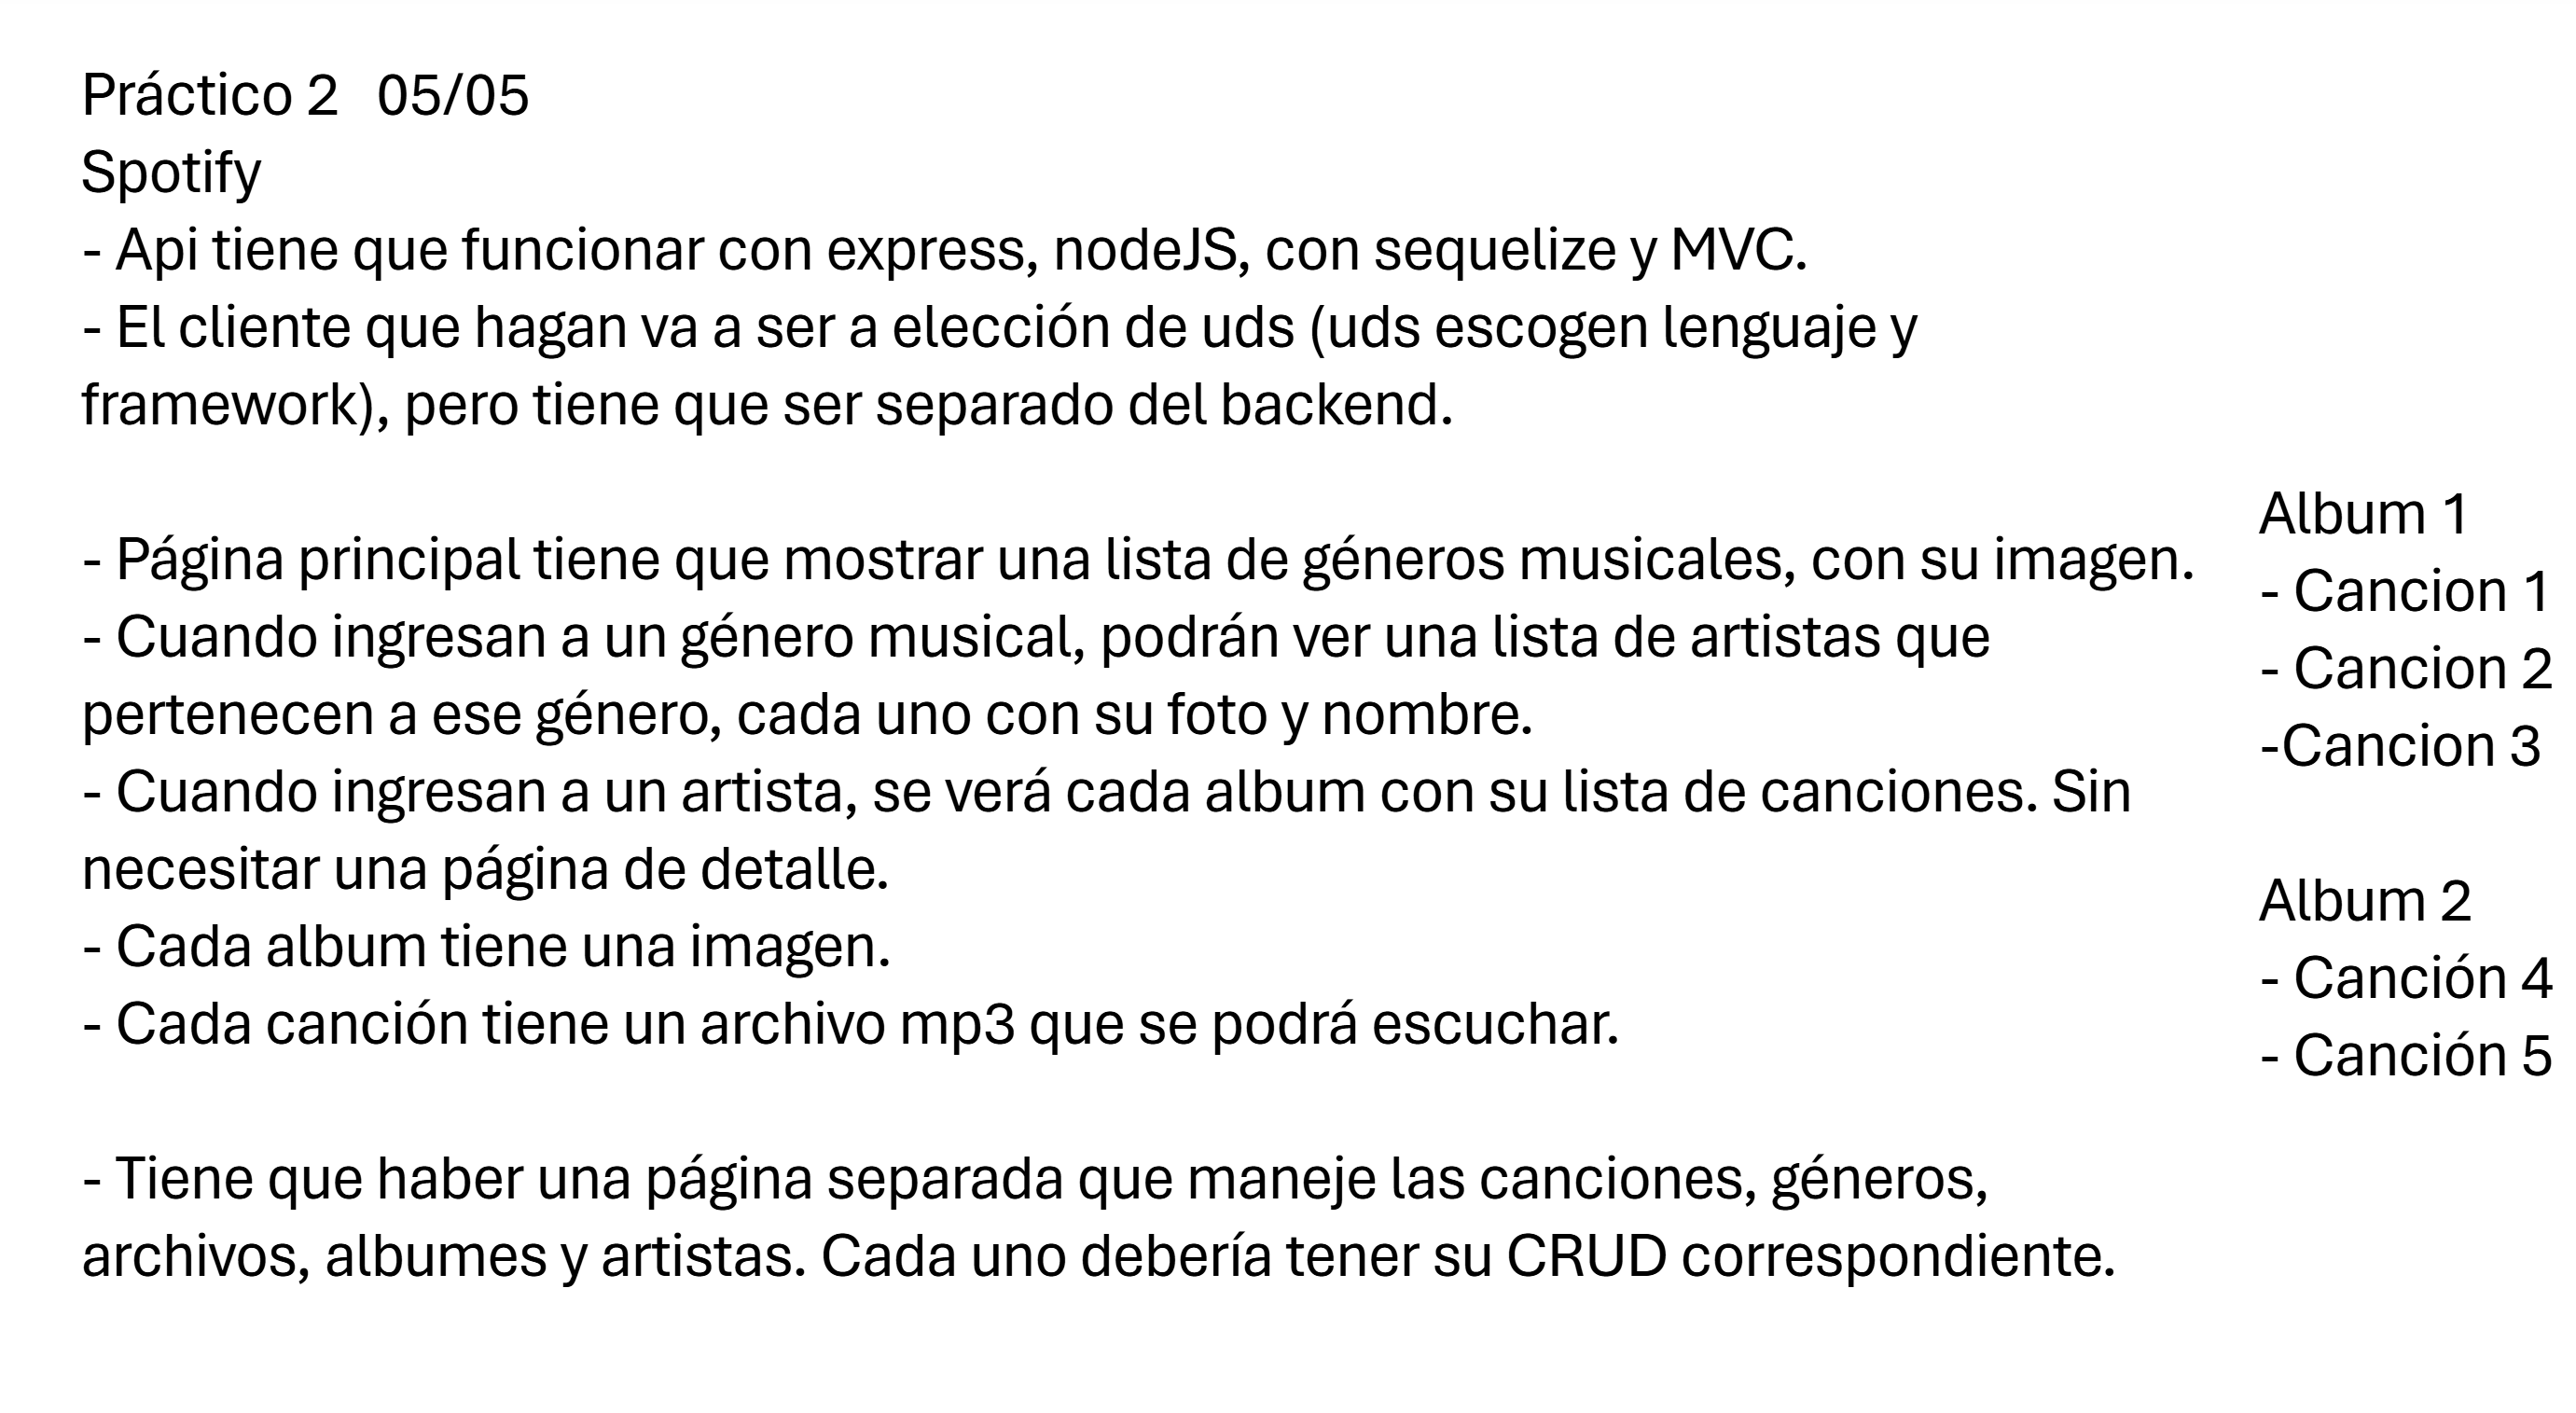 Práctico 2   05/05
Spotify
- Api tiene que funcionar con express, nodeJS, con sequelize y MVC.
- El cliente que hagan va a ser a elección de uds (uds escogen lenguaje y
framework), pero tiene que ser separado del backend.
- Página principal tiene que mostrar una lista de géneros musicales, con su imagen.
- Cuando ingresan a un género musical, podrán ver una lista de artistas que
pertenecen a ese género, cada uno con su foto y nombre.
- Cuando ingresan a un artista, se verá cada album con su lista de canciones. Sin
necesitar una página de detalle.
- Cada album tiene una imagen.
- Cada canción tiene un archivo mp3 que se podrá escuchar.
- Tiene que haber una página separada que maneje las canciones, géneros,
archivos, albumes y artistas. Cada uno debería tener su CRUD correspondiente.
Album 1
- Cancion 1
- Cancion 2
-Cancion 3
Album 2
- Canción 4
- Canción 5